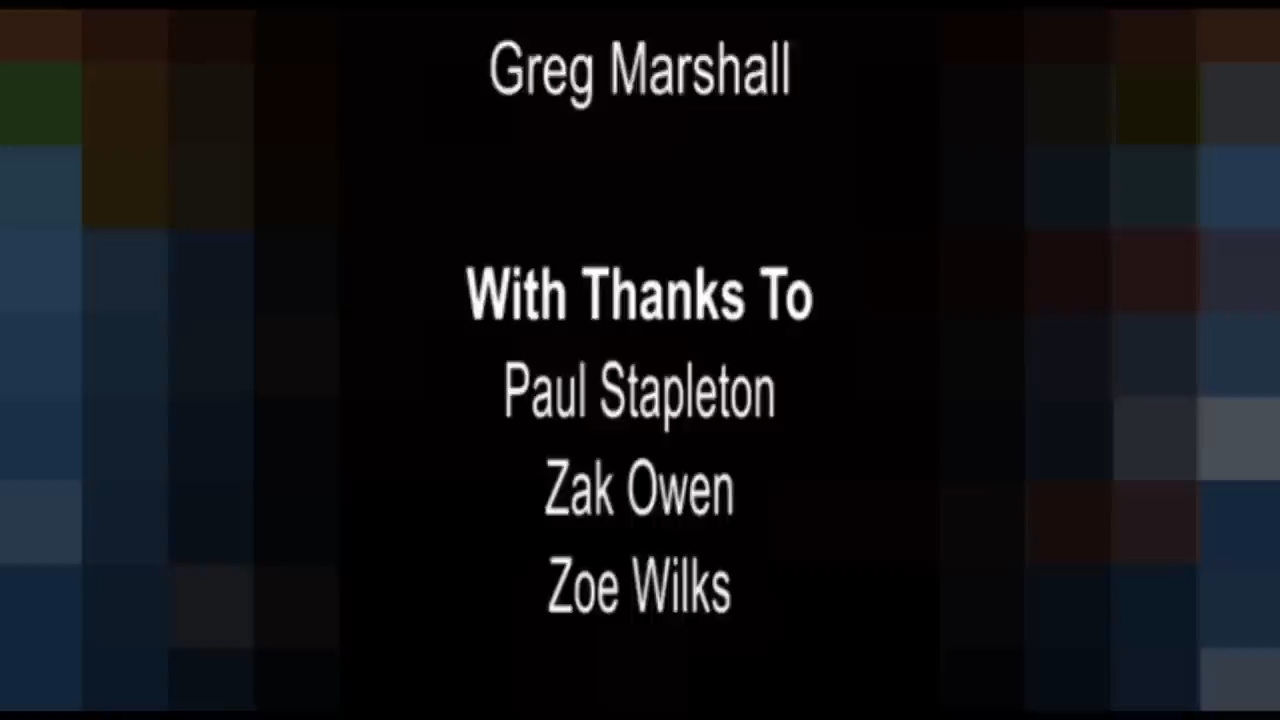 Greg Marshall
With Thanks To
Paul Stapleton
Zak Owen
Zoe Wilks